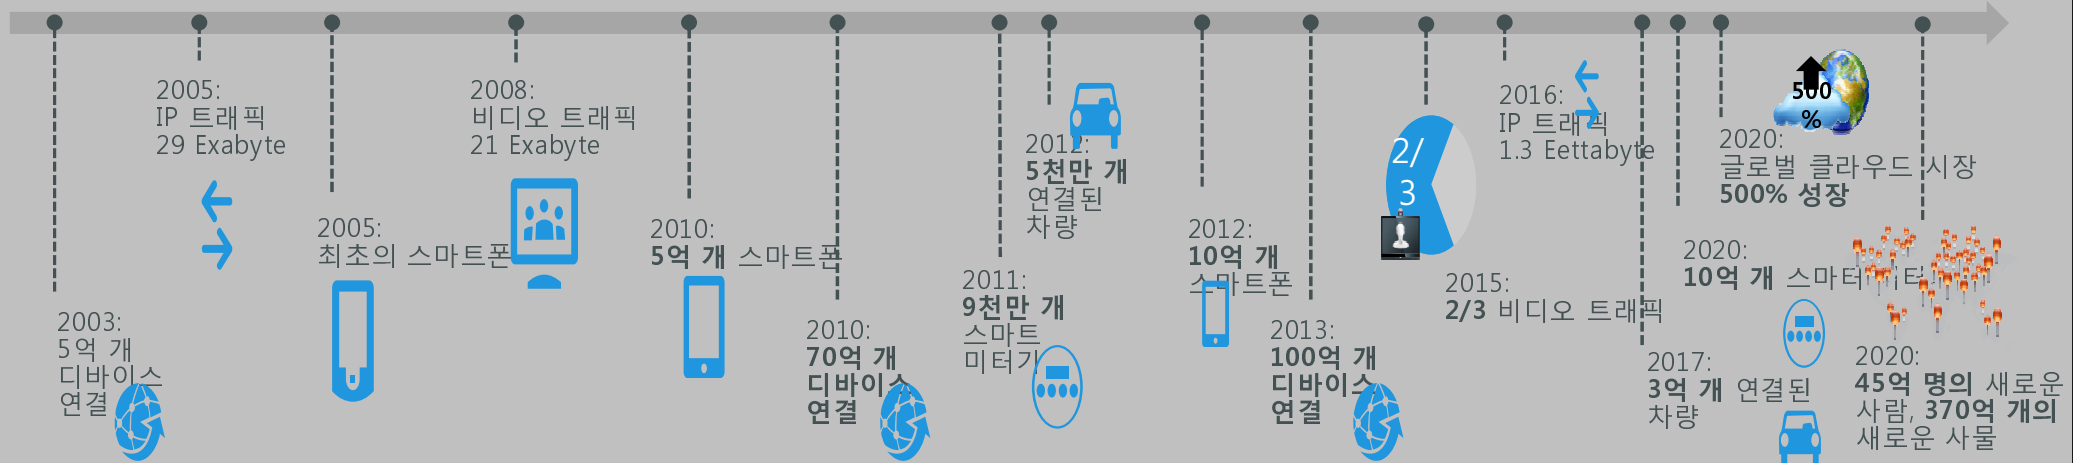 2003:
5억 개
디바이스
연결
2005:
IP 트래픽
29 Exabyte
2005:
최초의 스마트폰
2008:
비디오 트래픽
21 Exabyte
2010:
5억 개 스마트폰
2010:
70억 개
디바이스
연결
2011:
9천만 개
스마트
미터기
2012:
5천만 개
연결된
차량
2012:
10억 개
스마트폰
2013:
100억 개
디바이스
연결
2/
3
2015:
2/3 비디오 트래픽
2016:
IP 트래픽
1.3 Eettabyte
2017:
3억 개 연결된
차량
500
%
2020:
글로벌 클라우드 시장
500% 성장
2020:
10억 개
2020:
45억 명의 새로운
사람, 370억 개의
새로운 사물